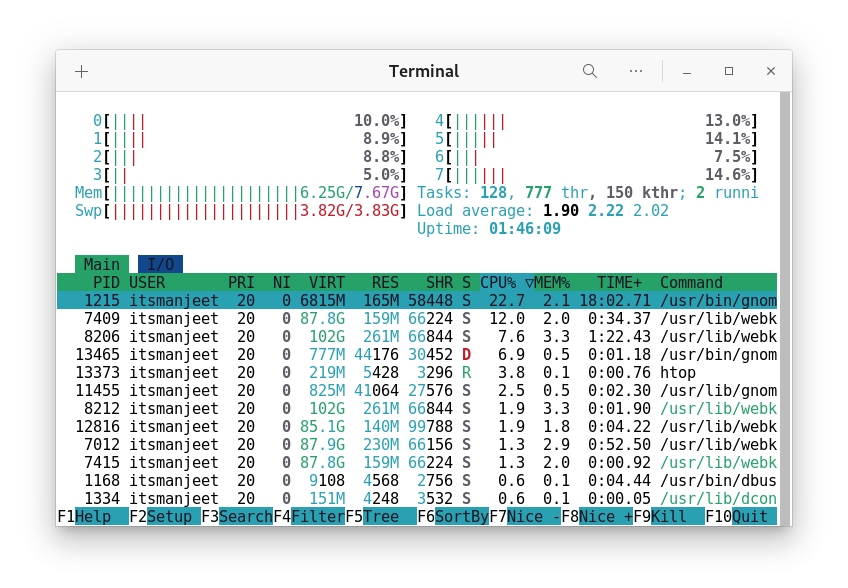 Terminal
0[|||| 10.0%] 4[|||||| 13.0%]
1[|||| 8.9%] 5[||||| 14.1%]
2[||| 8.8%] 6[||| 7.5%]
3[|| 5.0%] 7[|||||| 14.6%]
Mem[|||||||||||||||||||||6.25G/7.67G] Tasks: 128, 777 thr, 150 kthr; 2 runni
Swp[|||||||||||||||||||||3.82G/3.83G] Load average: 1.90 2.22 2.02
Uptime: 01:46:09
Main I/O
PID USER PRI NI VIRT RES SHR S CPU% ▽MEM% TIME+ Command
1215 itsmanjeet 20 0 6815M 165M 58448 S 22.7 2.1 18:02.71 /usr/bin/gnom
7409 itsmanjeet 20 0 87.8G 159M 66224 S 12.0 2.0 0:34.37 /usr/lib/webk
8206 itsmanjeet 20 0 102G 261M 66844 S 7.6 3.3 1:22.43 /usr/lib/webk
13465 itsmanjeet 20 0 777M 44176 30452 D 6.9 0.5 0:01.18 /usr/bin/gnom
13373 itsmanjeet 20 0 219M 5428 3296 R 3.8 0.1 0:00.76 htop
11455 itsmanjeet 20 0 825M 41064 27576 S 2.5 0.5 0:02.30 /usr/lib/gnom
8212 itsmanjeet 20 0 102G 261M 66844 S 1.9 3.3 0:01.90 /usr/lib/webk
12816 itsmanjeet 20 0 85.1G 140M 99788 S 1.9 1.8 0:04.22 /usr/lib/webk
7012 itsmanjeet 20 0 87.9G 230M 66156 S 1.3 2.9 0:52.50 /usr/lib/webk
7415 itsmanjeet 20 0 87.8G 159M 66224 S 1.3 2.0 0:00.92 /usr/lib/webk
1168 itsmanjeet 20 0 9108 4568 2756 S 0.6 0.1 0:04.44 /usr/bin/dbus
1334 itsmanjeet 20 0 151M 4248 3532 S 0.6 0.1 0:00.05 /usr/lib/dcon
F1Help F2Setup F3SearchF4FilterF5Tree F6SortByF7Nice -F8Nice +F9Kill F10Quit